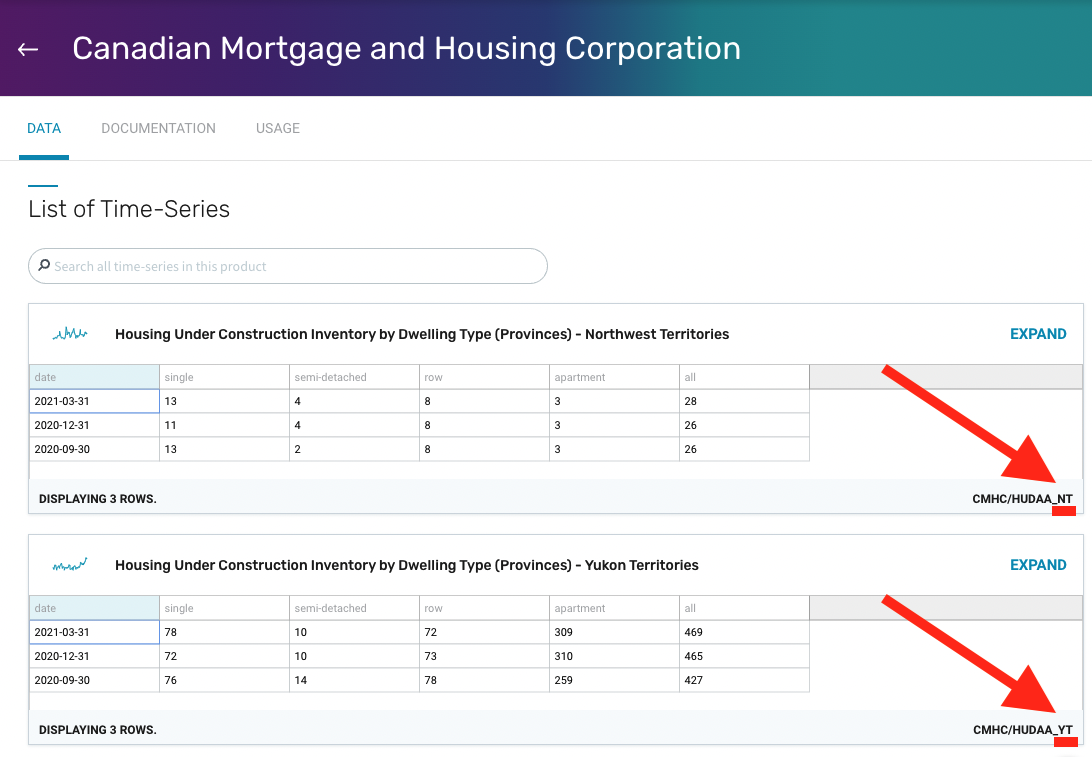 Canadian Mortgage and Housing Corporation
DATA DOCUMENTATION USAGE
List of Time-Series
Search all time-series in this product
Housing Under Construction Inventory by Dwelling Type (Provinces) - Northwest Territories EXPAND
date single semi-detached row apartment all
2021-03-31 13 4 8 3 28
2020-12-31 11 4 8 3 26
2020-09-30 13 2 8 3 26
DISPLAYING 3 ROWS. CMHC/HUDAA_NT
Housing Under Construction Inventory by Dwelling Type (Provinces) - Yukon Territories EXPAND
date single semi-detached row apartment all
2021-03-31 78 10 72 309 469
2020-12-31 72 10 73 310 465
2020-09-30 76 14 78 259 427
DISPLAYING 3 ROWS. CMHC/HUDAA_YT